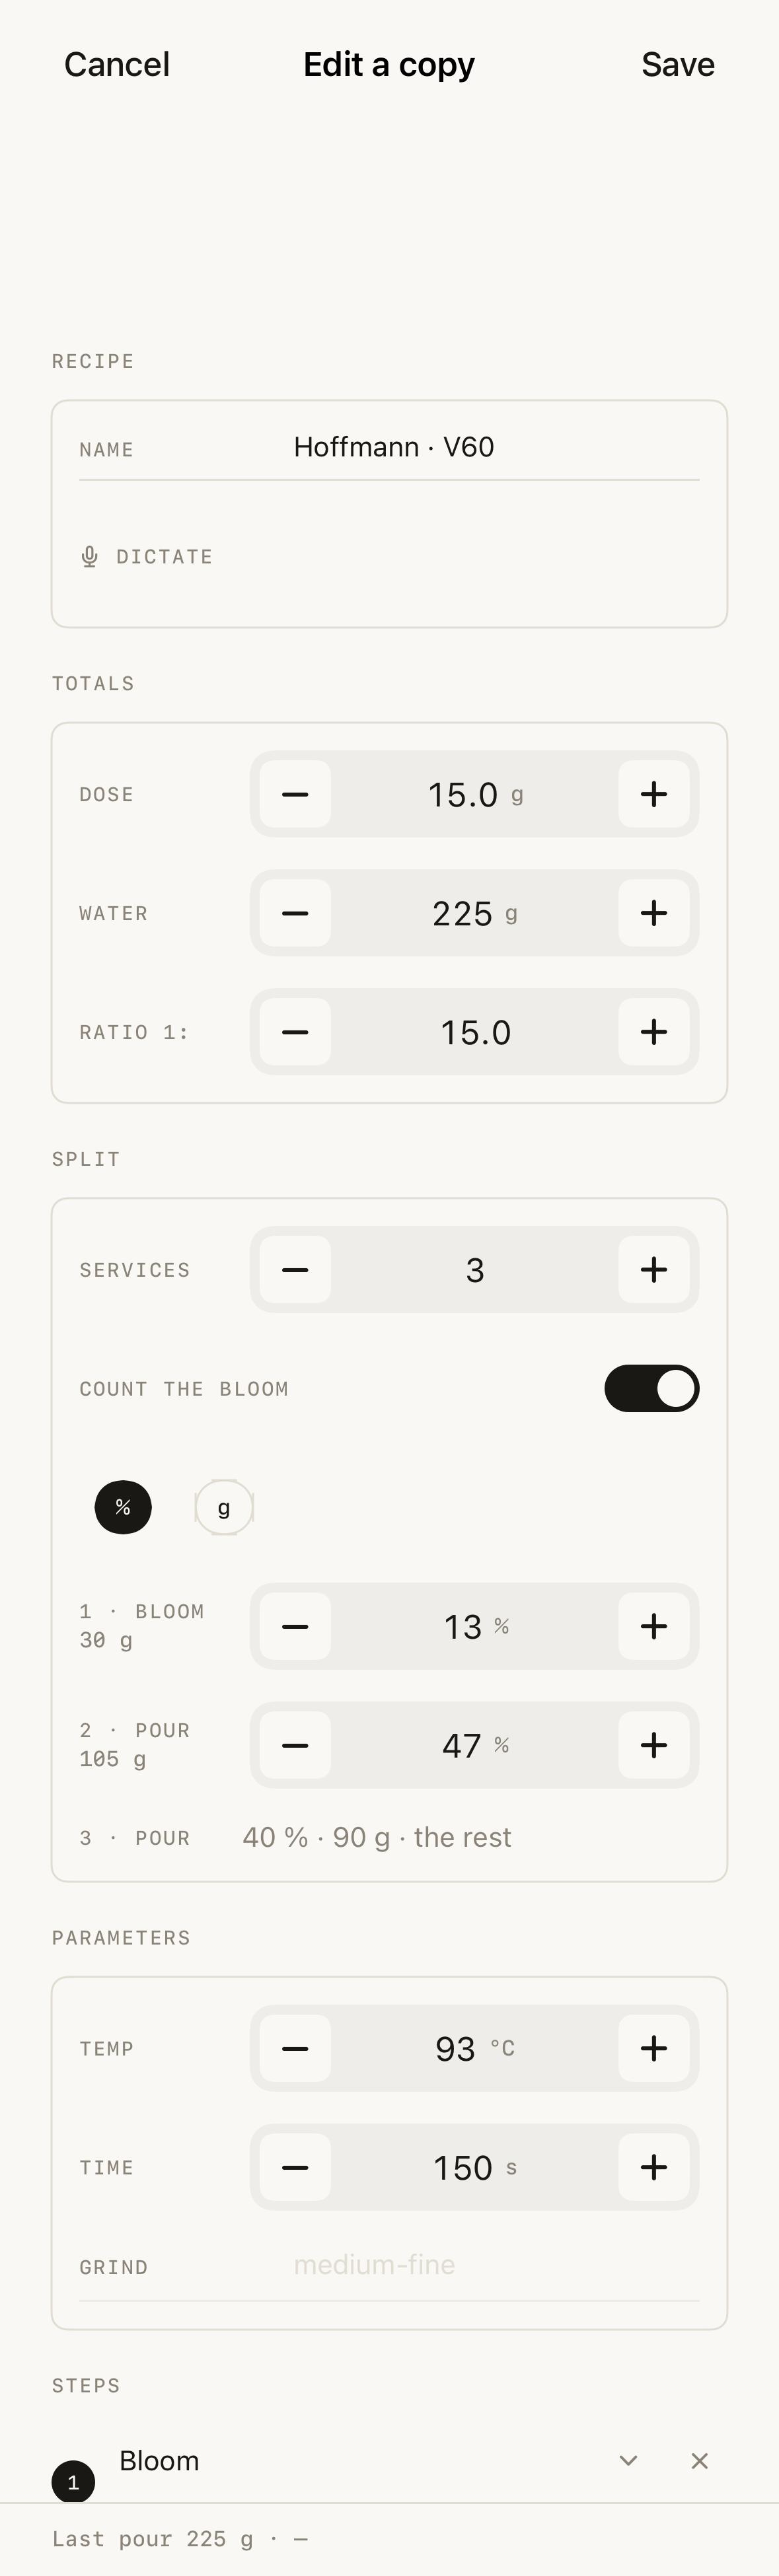 Cancel Edit a copy Save
RECIPE
NAME Hoffmann · V60
DICTATE
TOTALS
DOSE − 15.0 g +
WATER − 225 g +
RATIO 1: − 15.0 +
SPLIT
SERVICES − 3 +
COUNT THE BLOOM
% g
1 · BLOOM
30 g
− 13 % +
2 · POUR
105 g
− 47 % +
3 · POUR 40 % · 90 g · the rest
PARAMETERS
TEMP − 93 °C +
TIME − 150 s +
GRIND medium-fine
STEPS
1 Bloom
Last pour 225 g · —